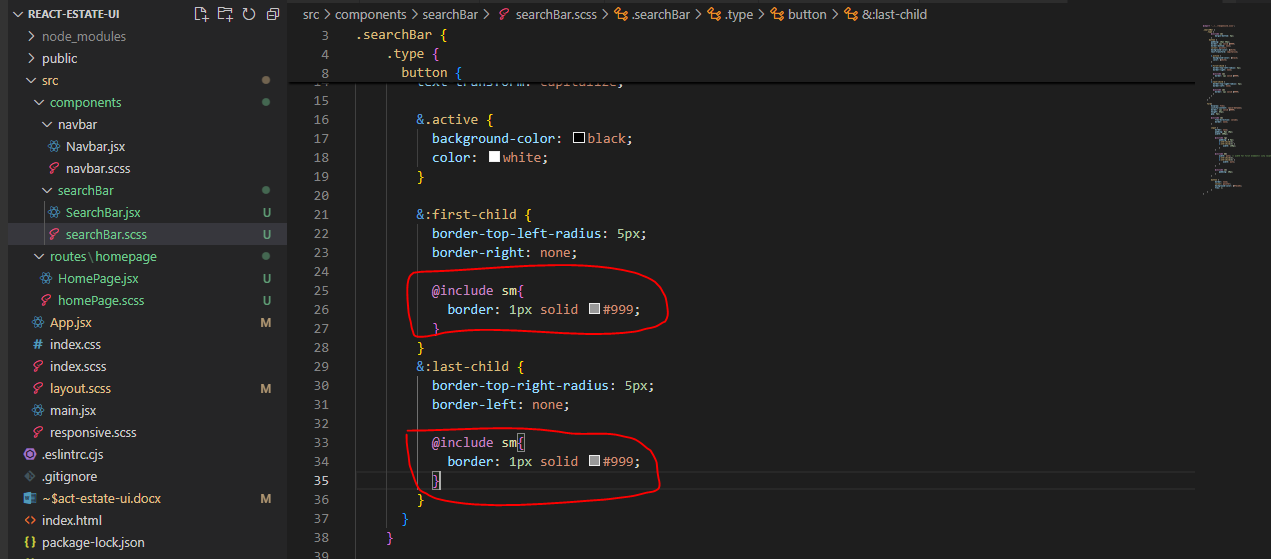 REACT-ESTATE-UI
node_modules
public
src
components
navbar
Navbar.jsx
navbar.scss
searchBar
SearchBar.jsx U
searchBar.scss U
routes\homepage
HomePage.jsx U
homePage.scss U
App.jsx M
index.css
index.scss
layout.scss M
main.jsx
responsive.scss
.eslintrc.cjs
.gitignore
~$act-estate-ui.docx M
index.html
package-lock.json
src > components > searchBar > searchBar.scss > .searchBar > .type > button > &:last-child
3 .searchBar {
4 .type {
8 button {
14 text-transform: capitalize;
15
16 &.active {
17 background-color: black;
18 color: white;
19 }
20
21 &:first-child {
22 border-top-left-radius: 5px;
23 border-right: none;
24
25 @include sm{
26 border: 1px solid #999;
27 }
28 }
29 &:last-child {
30 border-top-right-radius: 5px;
31 border-left: none;
32
33 @include sm{
34 border: 1px solid #999;
35 }
36 }
37 }
38 }